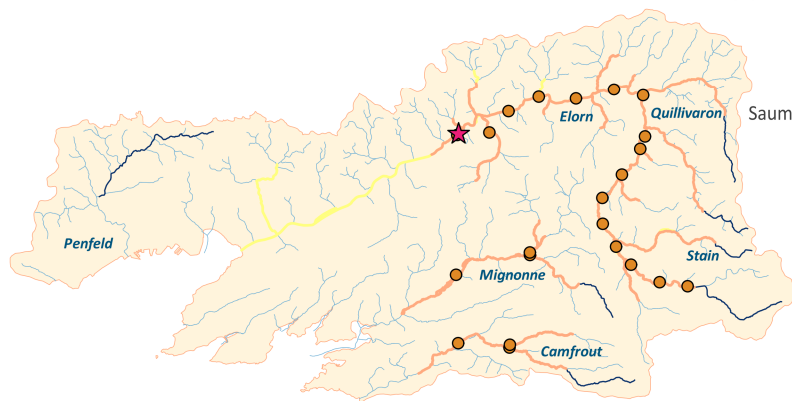 Elorn
Quillivaron
Saum
Penfeld
Stain
Mignonne
Camfrout